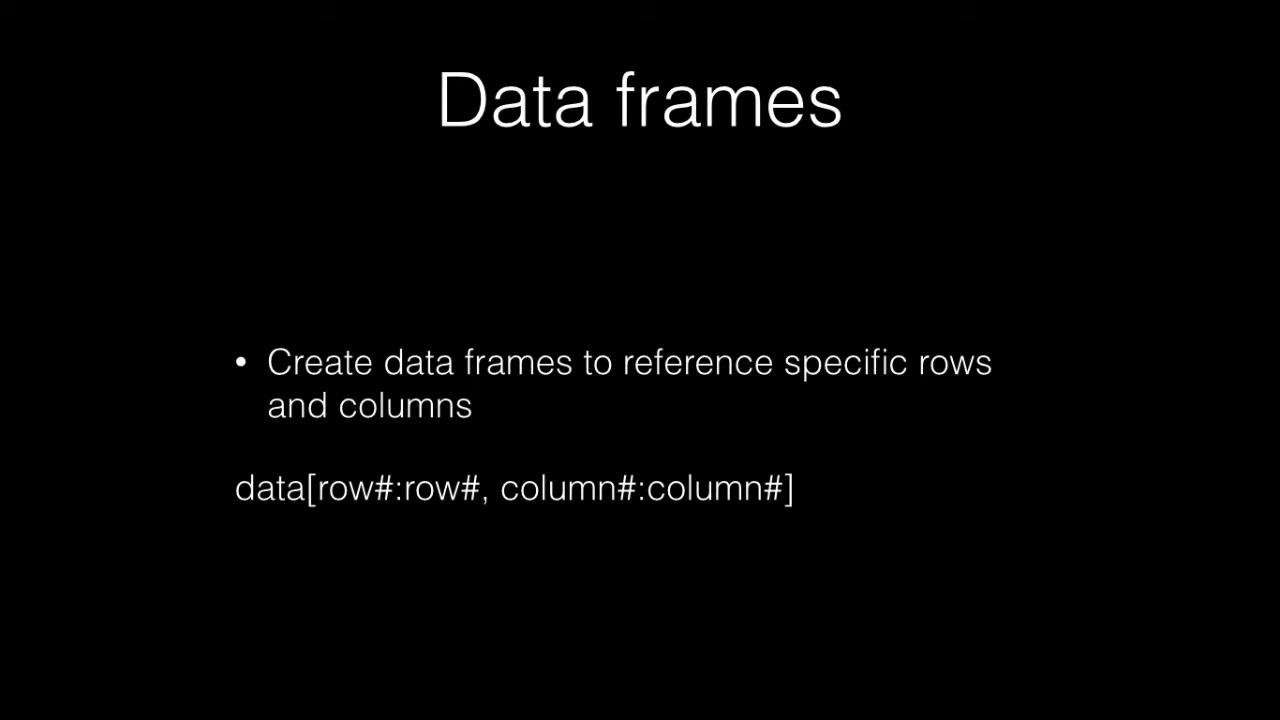 Data frames
• Create data frames to reference specific rows
and columns
data[row#:row#, column#:column#]